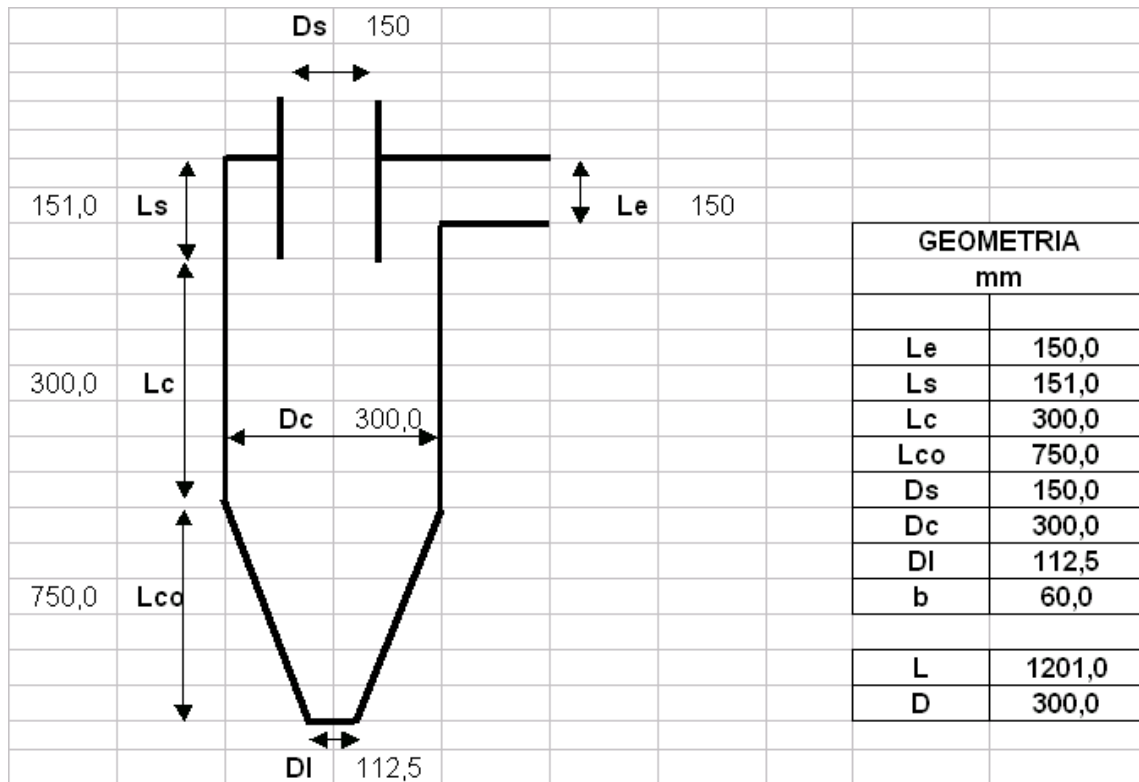 Ds 150
151,0 Ls
Le 150
300,0 Lc
Dc 300,0
750,0 Lco
Dl 112,5
GEOMETRIA
mm
Le 150,0
Ls 151,0
Lc 300,0
Lco 750,0
Ds 150,0
Dc 300,0
Dl 112,5
b 60,0
L 1201,0
D 300,0